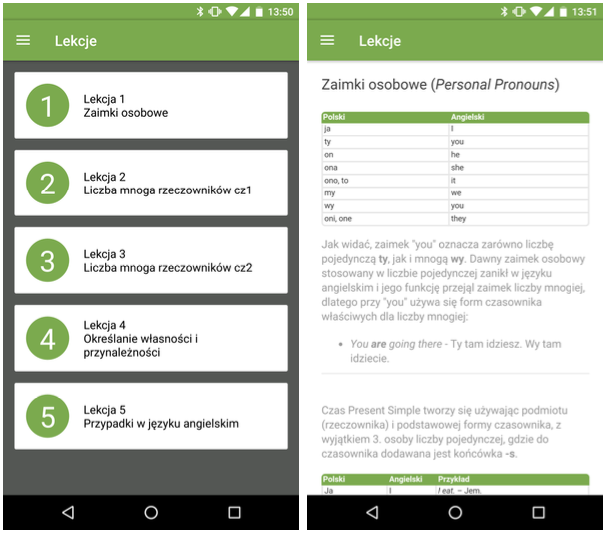 13:50
Lekcje
1
Lekcja 1
Zaimki osobowe
2
Lekcja 2
Liczba mnoga rzeczowników cz1
3
Lekcja 3
Liczba mnoga rzeczowników cz2
4
Lekcja 4
Określanie własności i
przynależności
5
Lekcja 5
Przypadki w języku angielskim
13:51
Lekcje
Zaimki osobowe (Personal Pronouns)
Polski Angielski
ja I
ty you
on he
ona she
ono, to it
my we
wy you
oni, one they
Jak widać, zaimek "you" oznacza zarówno liczbę
pojedynczą ty, jak i mnogą wy. Dawny zaimek osobowy
stosowany w liczbie pojedynczej zanikł w języku
angielskim i jego funkcję przejął zaimek liczby mnogiej,
dlatego przy "you" używa się form czasownika
właściwych dla liczby mnogiej:
• You are going there - Ty tam idziesz. Wy tam
idziecie.
Czas Present Simple tworzy się używając podmiotu
(rzeczownika) i podstawowej formy czasownika, z
wyjątkiem 3. osoby liczby pojedynczej, gdzie do
czasownika dodawana jest końcówka -s.
Polski Angielski Przykład
Ja I I eat. – Jem.